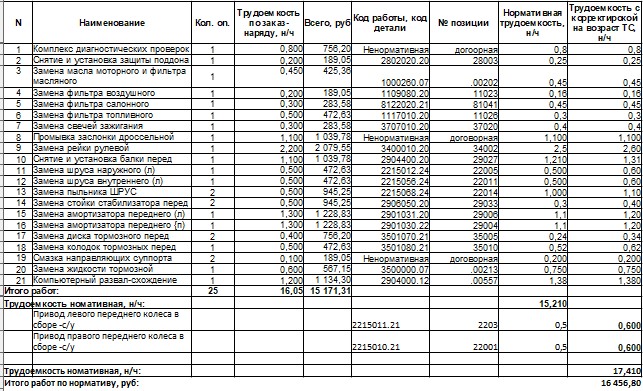 N Наименование Кол. оп. Трудоемкость по заказ-наряду, н/ч Всего, руб Код работы, код детали № позиции Нормативная трудоемкость, н/ч Трудоемкость с корректирокой на возраст ТС, н/ч
1 Комплекс диагностических проверок 1 0,800 756,20 Ненормативная догоорная 0,8 0,8
2 Снятие и установка защиты поддона 1 0,200 189,05 2802020.20 28003 0,25 0,25
3 Замена масла моторного и фильтра масляного 1 0,450 425,36 1000260.07 .00202 0,45 0,45
4 Замена фильтра воздушного 1 0,200 189,05 1109080.20 11023 0,16 0,16
5 Замена фильтра салонного 1 0,300 283,58 8122020.21 81041 0,45 0,45
6 Замена фильтра топливного 1 0,500 472,63 1117010.20 11026 0,3 0,3
7 Замена свечей зажигания 1 0,300 283,58 3707010.20 37020 0,4 0,4
8 Промывка заслонки дроссельной 1 1,100 1 039,78 Ненормативная договорная 1,100 1,100
9 Замена рейки рулевой 1 2,200 2 079,55 3400010.20 34002 2,5 2,60
10 Снятие и установка балки перед 1 1,100 1 039,78 2904400.20 29027 1,210 1,31
11 Замена шруса наружного (л) 1 0,500 472,63 2215012.24 22005 0,500 0,60
12 Замена шруса внутреннего (л) 1 0,500 472,63 2215056.24 22011 0,500 0,60
13 Замена пыльника ШРУС 2 0,500 945,25 2215068.24 22014 1,000 1,10
14 Замена стойки стабилизатора перед 2 0,500 945,25 2906050.20 29033 0,3 0,40
15 Замена амортизатора переднего (л) 1 1,300 1 228,83 2901031.20 29006 1,1 1,20
16 Замена амортизатора переднего (п) 1 1,300 1 228,83 2901030.22 29004 1,1 1,20
17 Замена диска тормозного перед 2 0,400 756,20 3501070.21 35005 0,24 0,34
18 Замена колодок тормозных перед 1 0,500 472,63 3501080.21 35010 0,52 0,62
19 Смазка направляющих суппорта 2 0,100 189,05 Ненормативная договорная 0,200 0,200
20 Замена жидкости тормозной 1 0,600 567,15 3500000.07 .00213 0,750 0,750
21 Компьютерный развал-схождение 1 1,200 1 134,30 2904000.12 .00557 1,38 1,380
Итого работ: 25 16,05 15 171,31
Трудоемкость номативная, н/ч: 15,210
Привод левого переднего колеса в сборе -с/у 2215011.21 2203 0,5 0,600
Привод правого переднего колеса в сборе -с/у 2215010.21 22001 0,5 0,600
Трудоемкость номативная, н/ч: 17,410
Итого работ по нормативу, руб: 16 456,80